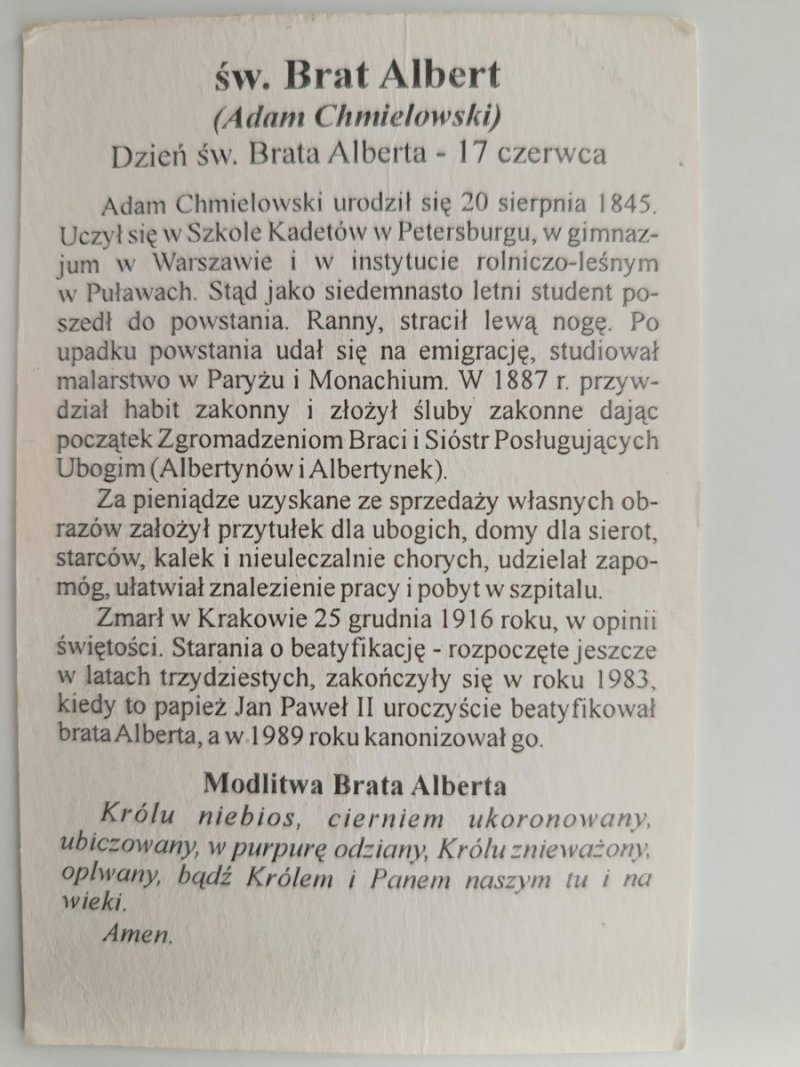 św. Brat Albert
(Adam Chmielowski)
Dzień św. Brata Alberta - 17 czerwca
Adam Chmielowski urodził się 20 sierpnia 1845.
Uczył się w Szkole Kadetów w Petersburgu, w gimnaz-
jum w Warszawie i w instytucie rolniczo-leśnym
w Puławach. Stąd jako siedemnasto letni student po-
szedł do powstania. Ranny, stracił lewą nogę. Po
upadku powstania udał się na emigrację, studiował
malarstwo w Paryżu i Monachium. W 1887 r. przyw-
dział habit zakonny i złożył śluby zakonne dając
początek Zgromadzeniom Braci i Sióstr Posługujących
Ubogim (Albertynów i Albertynek).
Za pieniądze uzyskane ze sprzedaży własnych ob-
razów założył przytułek dla ubogich, domy dla sierot,
starców, kalek i nieuleczalnie chorych, udzielał zapo-
móg, ułatwiał znalezienie pracy i pobyt w szpitalu.
Zmarł w Krakowie 25 grudnia 1916 roku, w opinii
świętości. Starania o beatyfikację - rozpoczęte jeszcze
w latach trzydziestych, zakończyły się w roku 1983,
kiedy to papież Jan Paweł II uroczyście beatyfikował
brata Alberta, a w 1989 roku kanonizował go.
Modlitwa Brata Alberta
Królu niebios, cierniem ukoronowany,
ubiczowany, w purpurę odziany, Królu znieważony,
oplwany, bądź Królem i Panem naszym tu i na
wieki.
Amen.